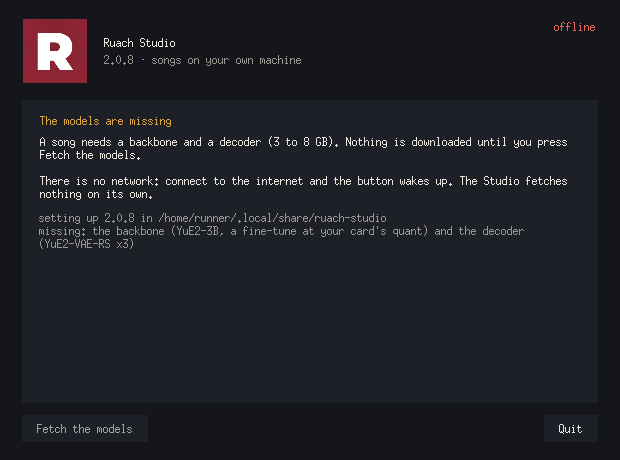 R
Ruach Studio
2.0.8 · songs on your own machine
offline
The models are missing
A song needs a backbone and a decoder (3 to 8 GB). Nothing is downloaded until you press
Fetch the models.
There is no network: connect to the internet and the button wakes up. The Studio fetches
nothing on its own.
setting up 2.0.8 in /home/runner/.local/share/ruach-studio
missing: the backbone (YuE2-3B, a fine-tune at your card's quant) and the decoder
(YuE2-VAE-RS x3)
Fetch the models
Quit